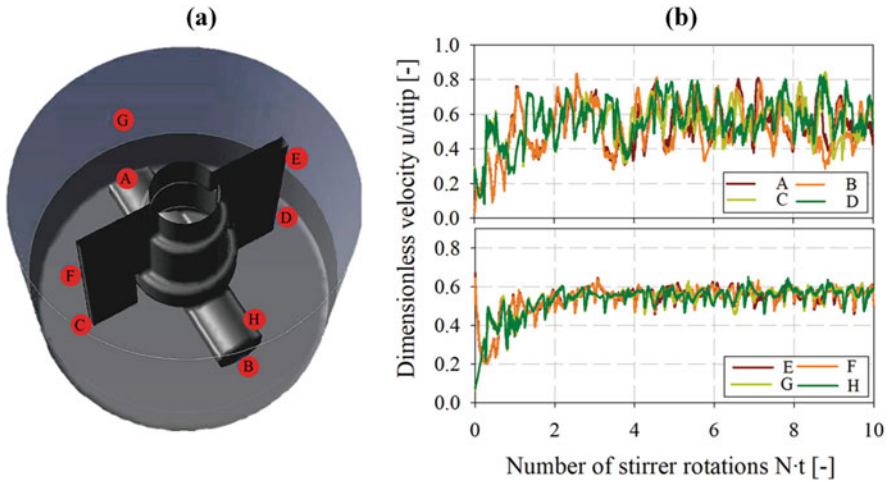 (a)
(b)
G
A
E
D
F
C
H
B
Dimensionless velocity u/utip [-]
1.0
0.8
0.6
0.4
0.2
0.0
A B
C D
0.8
0.6
0.4
0.2
0.0
E F
G H
0 2 4 6 8 10
Number of stirrer rotations N·t [-]